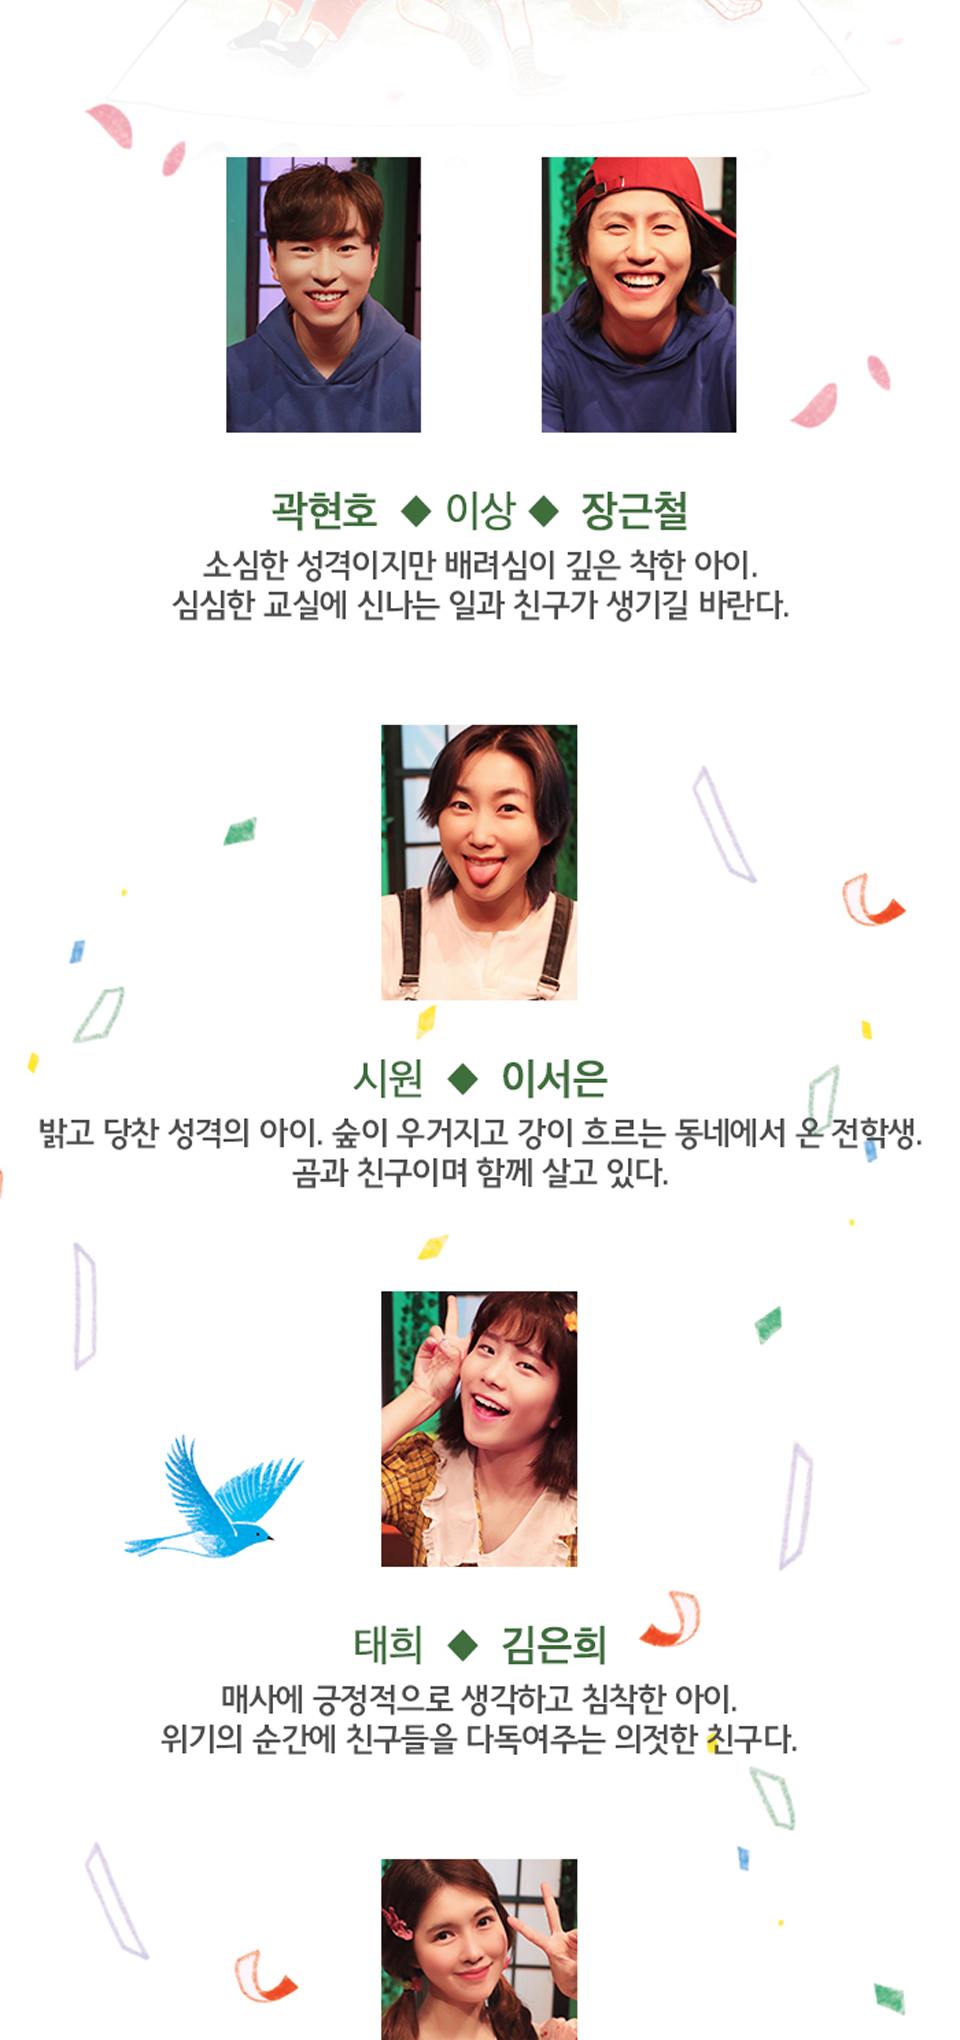 곽현호 ◆ 이상 ◆ 장근철
소심한 성격이지만 배려심이 깊은 착한 아이.
심심한 교실에 신나는 일과 친구가 생기길 바란다.
시원 ◆ 이서은
밝고 당찬 성격의 아이. 숲이 우거지고 강이 흐르는 동네에서 온 전학생.
곰과 친구이며 함께 살고 있다.
태희 ◆ 김은희
매사에 긍정적으로 생각하고 침착한 아이.
위기의 순간에 친구들을 다독여주는 의젓한 친구다.